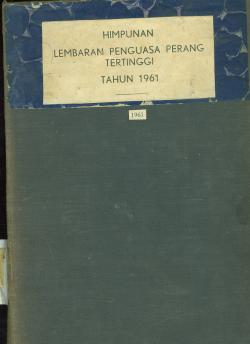 HIMPUNAN
LEMBARAN PENGUASA PERANG
TERTINGGI
TAHUN 1961
1961